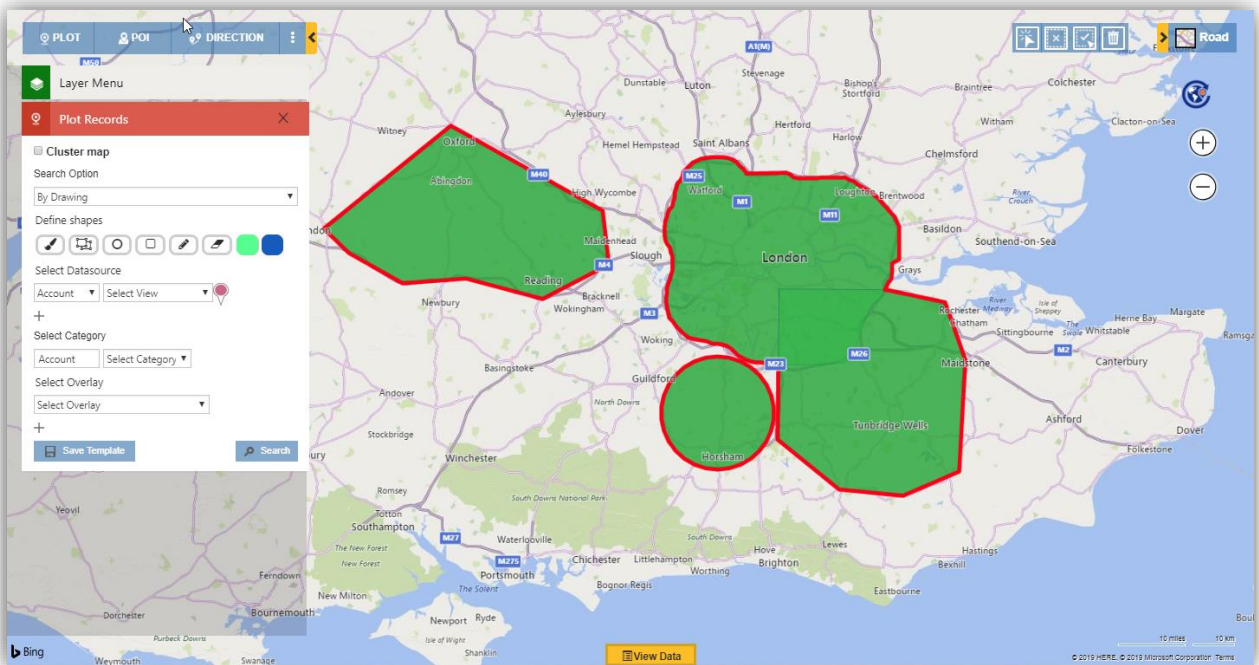 PLOT POI DIRECTION
Road
Layer Menu
Plot Records
Cluster map
Search Option
By Drawing
Define shapes
Select Datasource
Account Select View
+
Select Category
Account Select Category
Select Overlay
Select Overlay
+
Save Template Search
View Data
Bing
10 miles 10 km
© 2019 HERE, © 2019 Microsoft Corporation Terms
M50
A1(M)
Stevenage
Dunstable
Luton
Bishop's
Stortford
Braintree
Colchester
Aylesbury
Witney
Oxford
Hertford
Harlow
Witham
Clacton-on-Sea
Hemel Hempstead
Saint Albans
Chelmsford
Abingdon
M40
M25
High Wycombe
Watford
M1
Loughton
Brentwood
M11
River
Crouch
Basildon
Southend-on-Sea
Maidenhead
Slough
London
M4
Grays
Reading
Bracknell
Newbury
Wokingham
M3
Rochester
River
Medway
Isle of
Sheppey
Chatham
Sittingbourne
The
Swale
Whitstable
Herne Bay
Margate
Ramsga
Woking
M26
M2
M23
Maidstone
Canterbury
Basingstoke
Guildford
Andover
North Downs
Ashford
Dover
Tunbridge Wells
Folkestone
Stockbridge
ury
Winchester
Horsham
Romsey
South Downs National Park
Yeovil
Totton
Southampton
M27
Waterlooville
South Downs
Hove
Lewes
The New Forest
New Forest
M275
Chichester
Littlehampton
Brighton
Hastings
Bexhill
Worthing
Portsmouth
Bognor Regis
Eastbourne
Ferndown
New Milton
The Solent
Dorchester
Bournemouth
Newport
Ryde
Boul
Purbeck Downs
Isle of Wight
Shanklin
Weymouth
Swanage